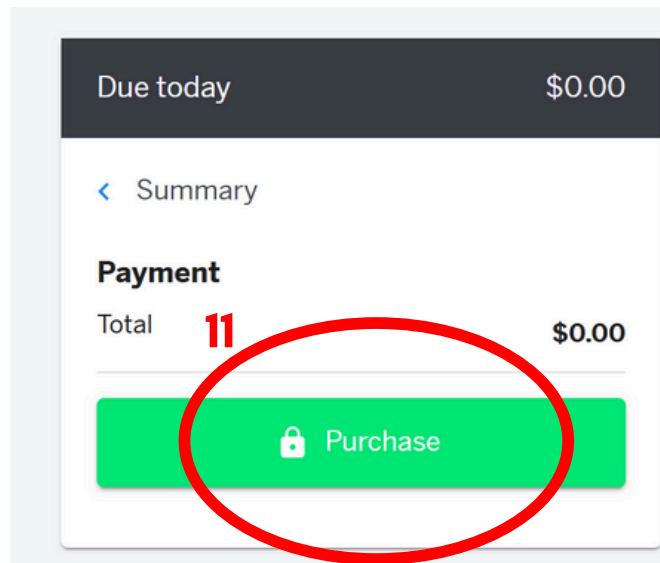 Due today $0.00
Summary
Payment
Total 11 $0.00
Purchase